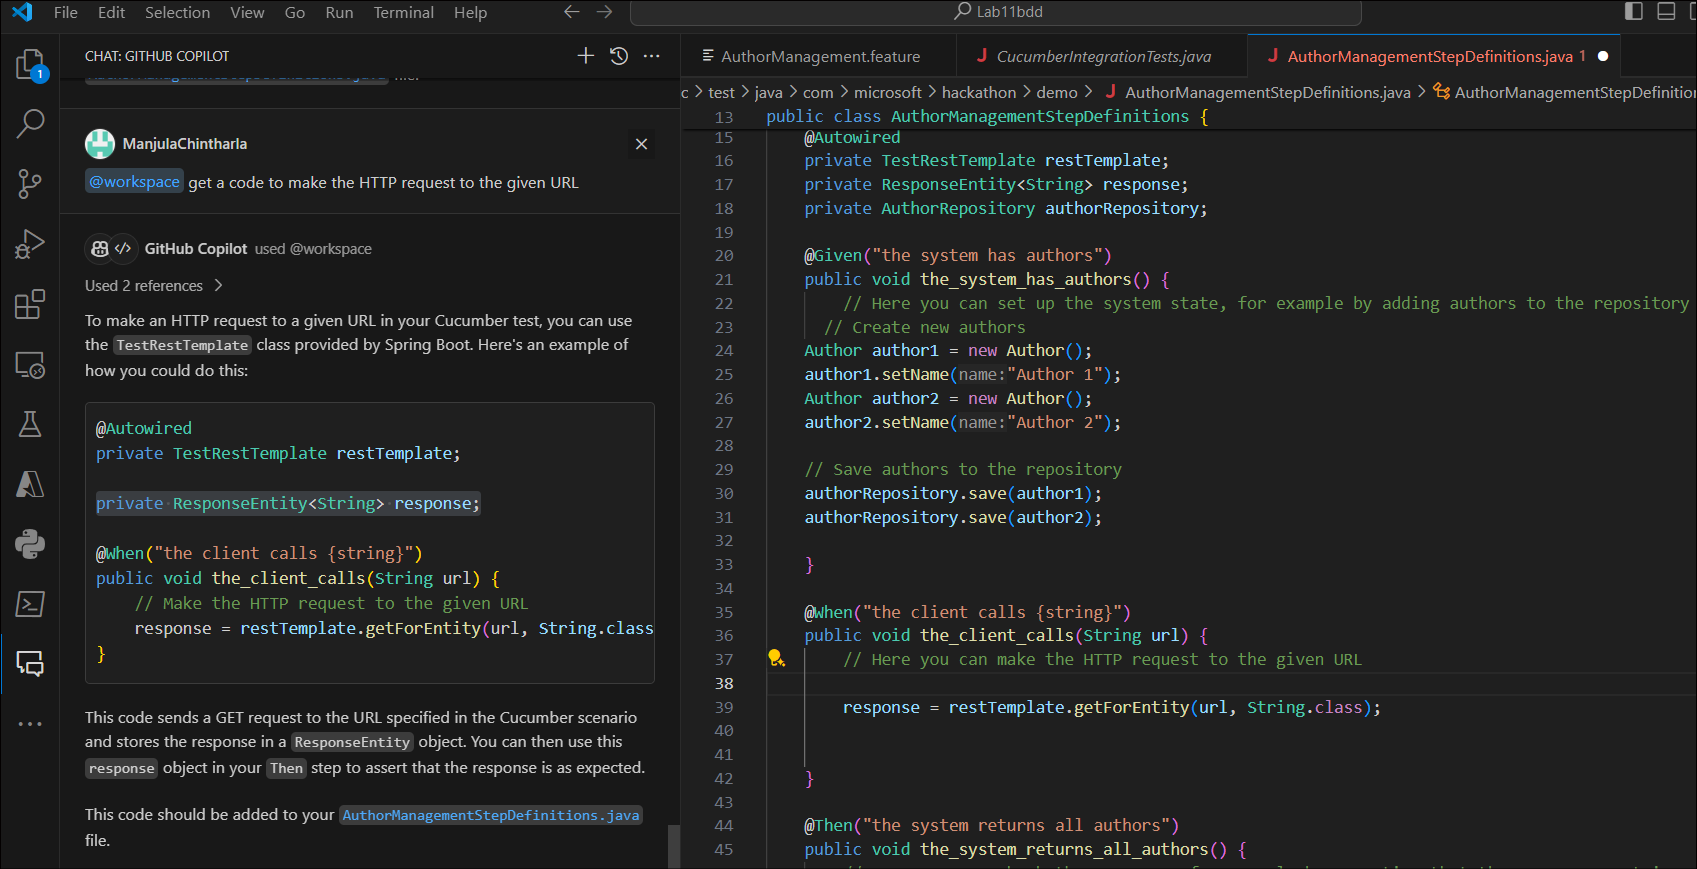 File Edit Selection View Go Run Terminal Help
Lab11bdd
1
CHAT: GITHUB COPILOT
ManjulaChintharla
@workspace get a code to make the HTTP request to the given URL
GitHub Copilot used @workspace
Used 2 references
To make an HTTP request to a given URL in your Cucumber test, you can use
the TestRestTemplate class provided by Spring Boot. Here's an example of
how you could do this:
@Autowired
private TestRestTemplate restTemplate;
private ResponseEntity<String> response;
@When("the client calls {string}")
public void the_client_calls(String url) {
// Make the HTTP request to the given URL
response = restTemplate.getForEntity(url, String.class
}
This code sends a GET request to the URL specified in the Cucumber scenario
and stores the response in a ResponseEntity object. You can then use this
response object in your Then step to assert that the response is as expected.
This code should be added to your AuthorManagementStepDefinitions.java
file.
AuthorManagement.feature
J CucumberIntegrationTests.java
J AuthorManagementStepDefinitions.java 1
c > test > java > com > microsoft > hackathon > demo > J AuthorManagementStepDefinitions.java > AuthorManagementStepDefinition
13 public class AuthorManagementStepDefinitions {
15 @Autowired
16 private TestRestTemplate restTemplate;
17 private ResponseEntity<String> response;
18 private AuthorRepository authorRepository;
19
20 @Given("the system has authors")
21 public void the_system_has_authors() {
22 // Here you can set up the system state, for example by adding authors to the repository
23 // Create new authors
24 Author author1 = new Author();
25 author1.setName(name:"Author 1");
26 Author author2 = new Author();
27 author2.setName(name:"Author 2");
28
29 // Save authors to the repository
30 authorRepository.save(author1);
31 authorRepository.save(author2);
32
33 }
34
35 @When("the client calls {string}")
36 public void the_client_calls(String url) {
37 // Here you can make the HTTP request to the given URL
38
39 response = restTemplate.getForEntity(url, String.class);
40
41
42 }
43
44 @Then("the system returns all authors")
45 public void the_system_returns_all_authors() {